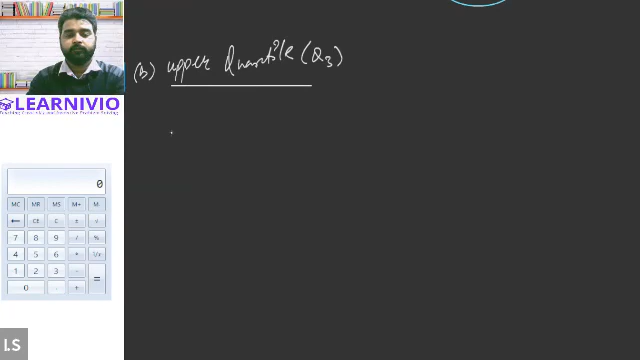 (b) upper Quartile (Q3)
LEARNIVIO
0
MC MR MS M+ M-
CE C ± √
7 8 9 / %
4 5 6 * 1/x
1 2 3 - =
0 . +
I.S